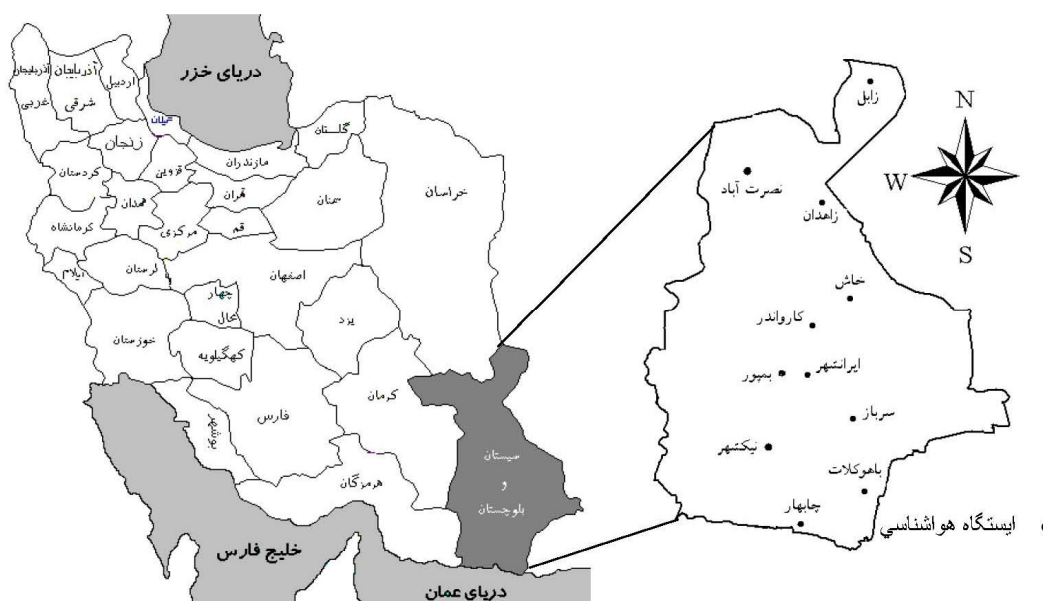 دریای خزر
آذربایجان
غربی
آذربایجان
شرقی
اردبیل
گیلان
زنجان
کردستان
قزوین
مازندران
گلستان
تهران
سمنان
خراسان
همدان
مرکزی
قم
کرمانشاه
ایلام
لرستان
اصفهان
چهار
محال
یزد
خوزستان
کهگیلویه
فارس
کرمان
بوشهر
هرمزگان
سیستان
و
بلوچستان
خلیج فارس
دریای عمان
زابل
نصرت آباد
زاهدان
خاش
کارواندر
ایرانشهر
بمپور
سرباز
نیکشهر
باهوکلات
چابهار
ایستگاه هواشناسي
N
W
E
S